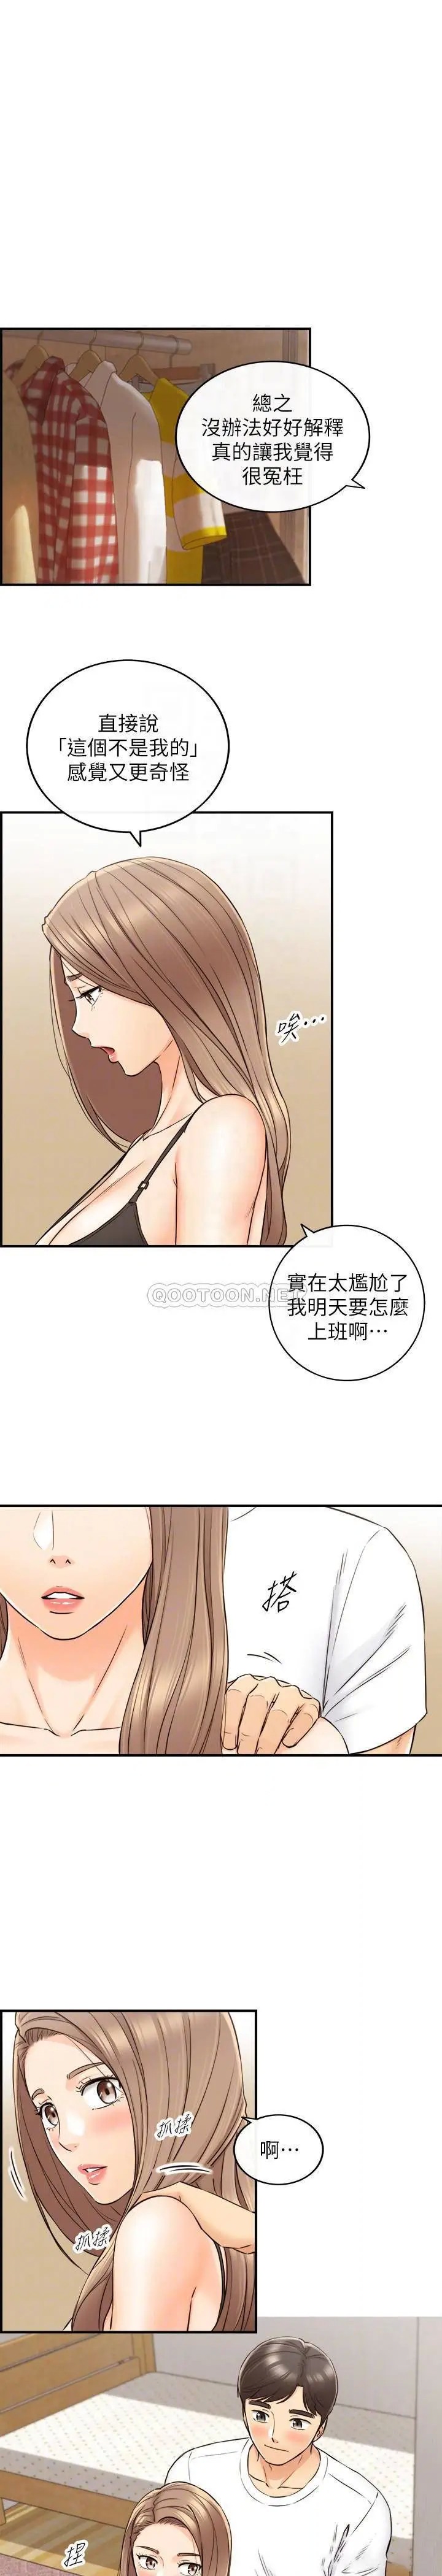 總之
沒辦法好好解釋
真的讓我覺得
很冤枉
直接說
「這個不是我的」
感覺又更奇怪
唉…
實在太尷尬了
我明天要怎麼
上班啊…
QOOTOON.NET
搭
抓揉
啊…
抓揉
捏